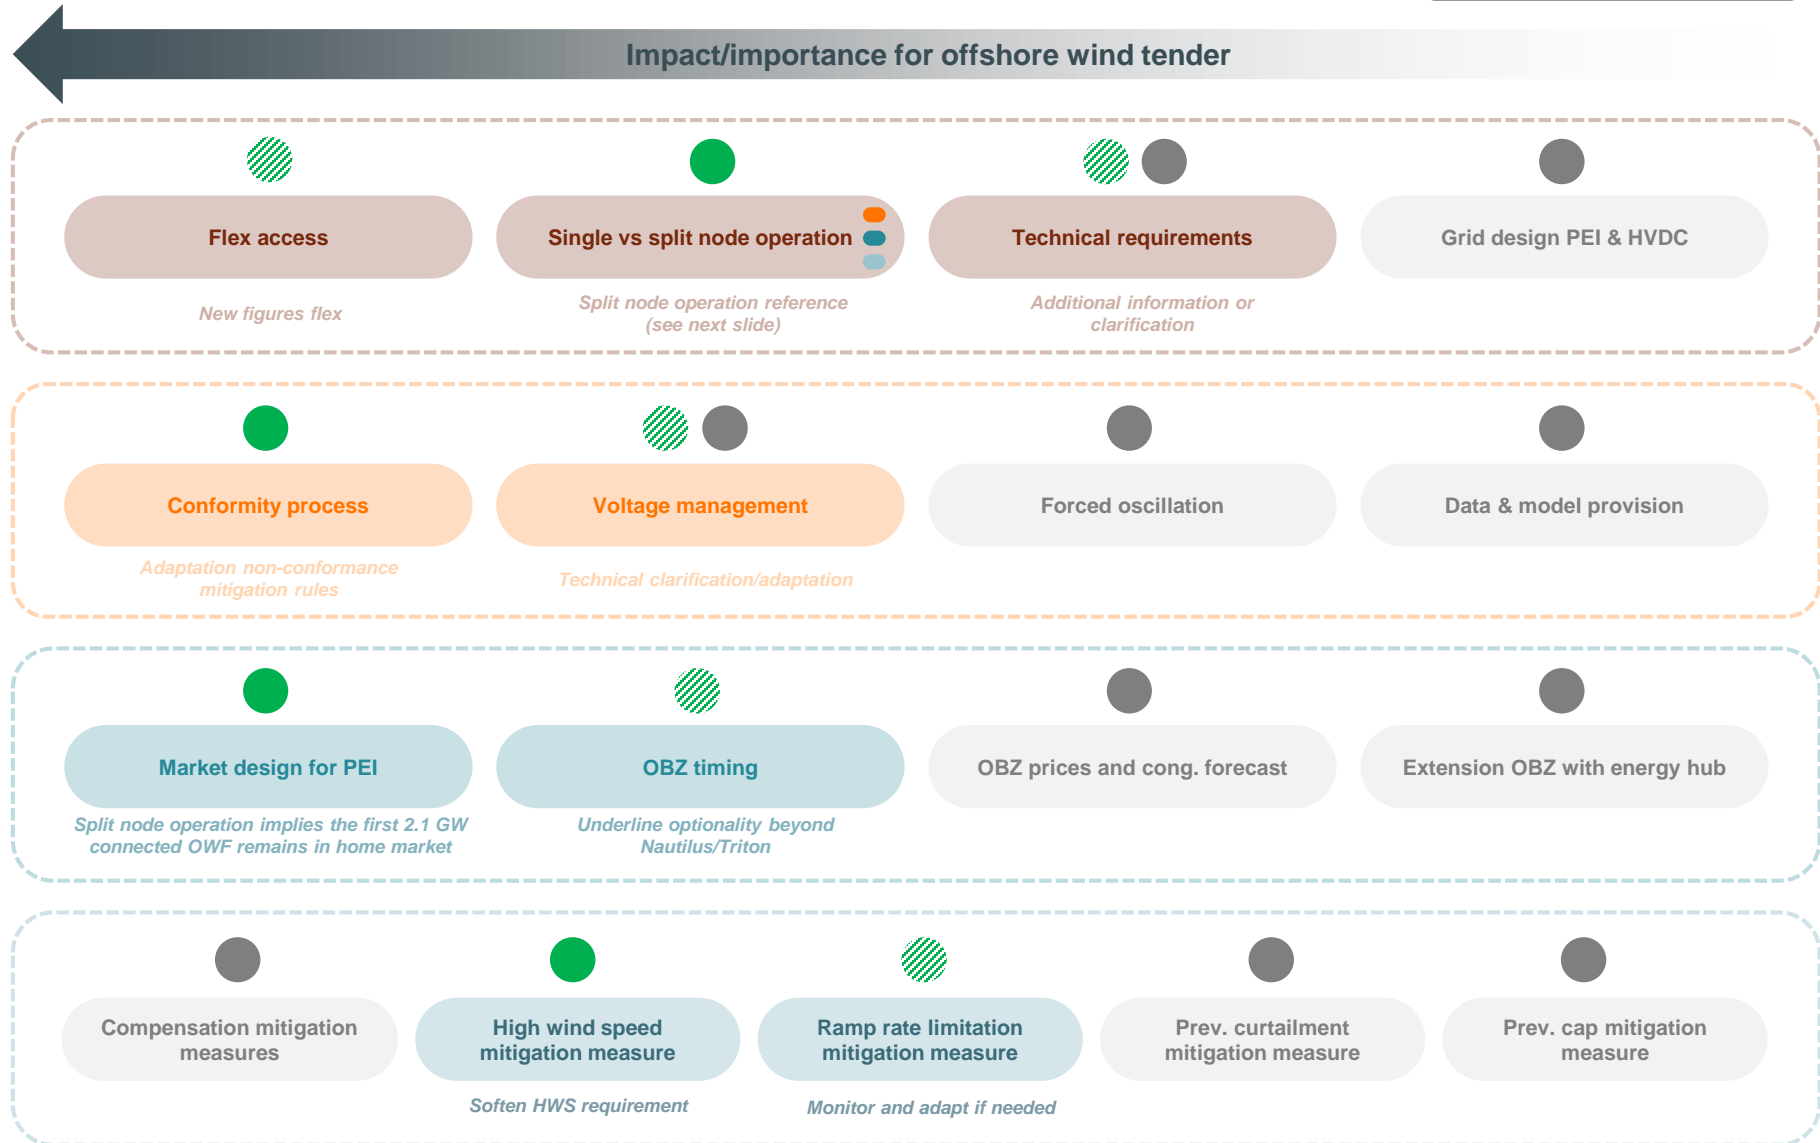 Impact/importance for offshore wind tender
Flex access
Single vs split node operation
Technical requirements
Grid design PEI & HVDC
New figures flex
Split node operation reference
(see next slide)
Additional information or
clarification
Conformity process
Voltage management
Forced oscillation
Data & model provision
Adaptation non-conformance
mitigation rules
Technical clarification/adaptation
Market design for PEI
OBZ timing
OBZ prices and cong. forecast
Extension OBZ with energy hub
Split node operation implies the first 2.1 GW
connected OWF remains in home market
Underline optionality beyond
Nautilus/Triton
Compensation mitigation
measures
High wind speed
mitigation measure
Ramp rate limitation
mitigation measure
Prev. curtailment
mitigation measure
Prev. cap mitigation
measure
Soften HWS requirement
Monitor and adapt if needed